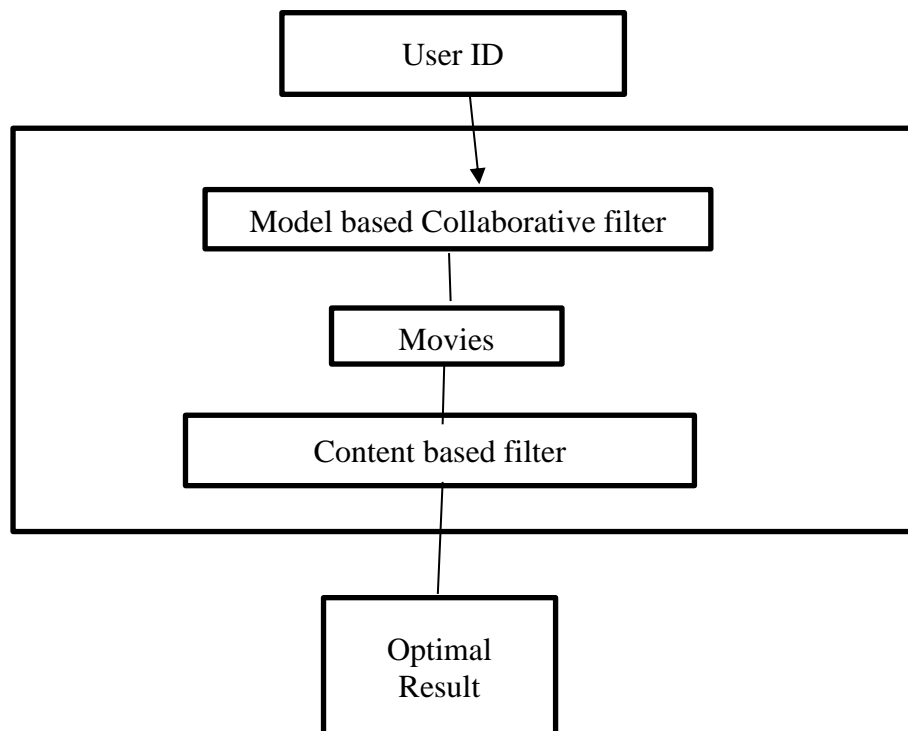 User ID
Model based Collaborative filter
Movies
Content based filter
Optimal
Result